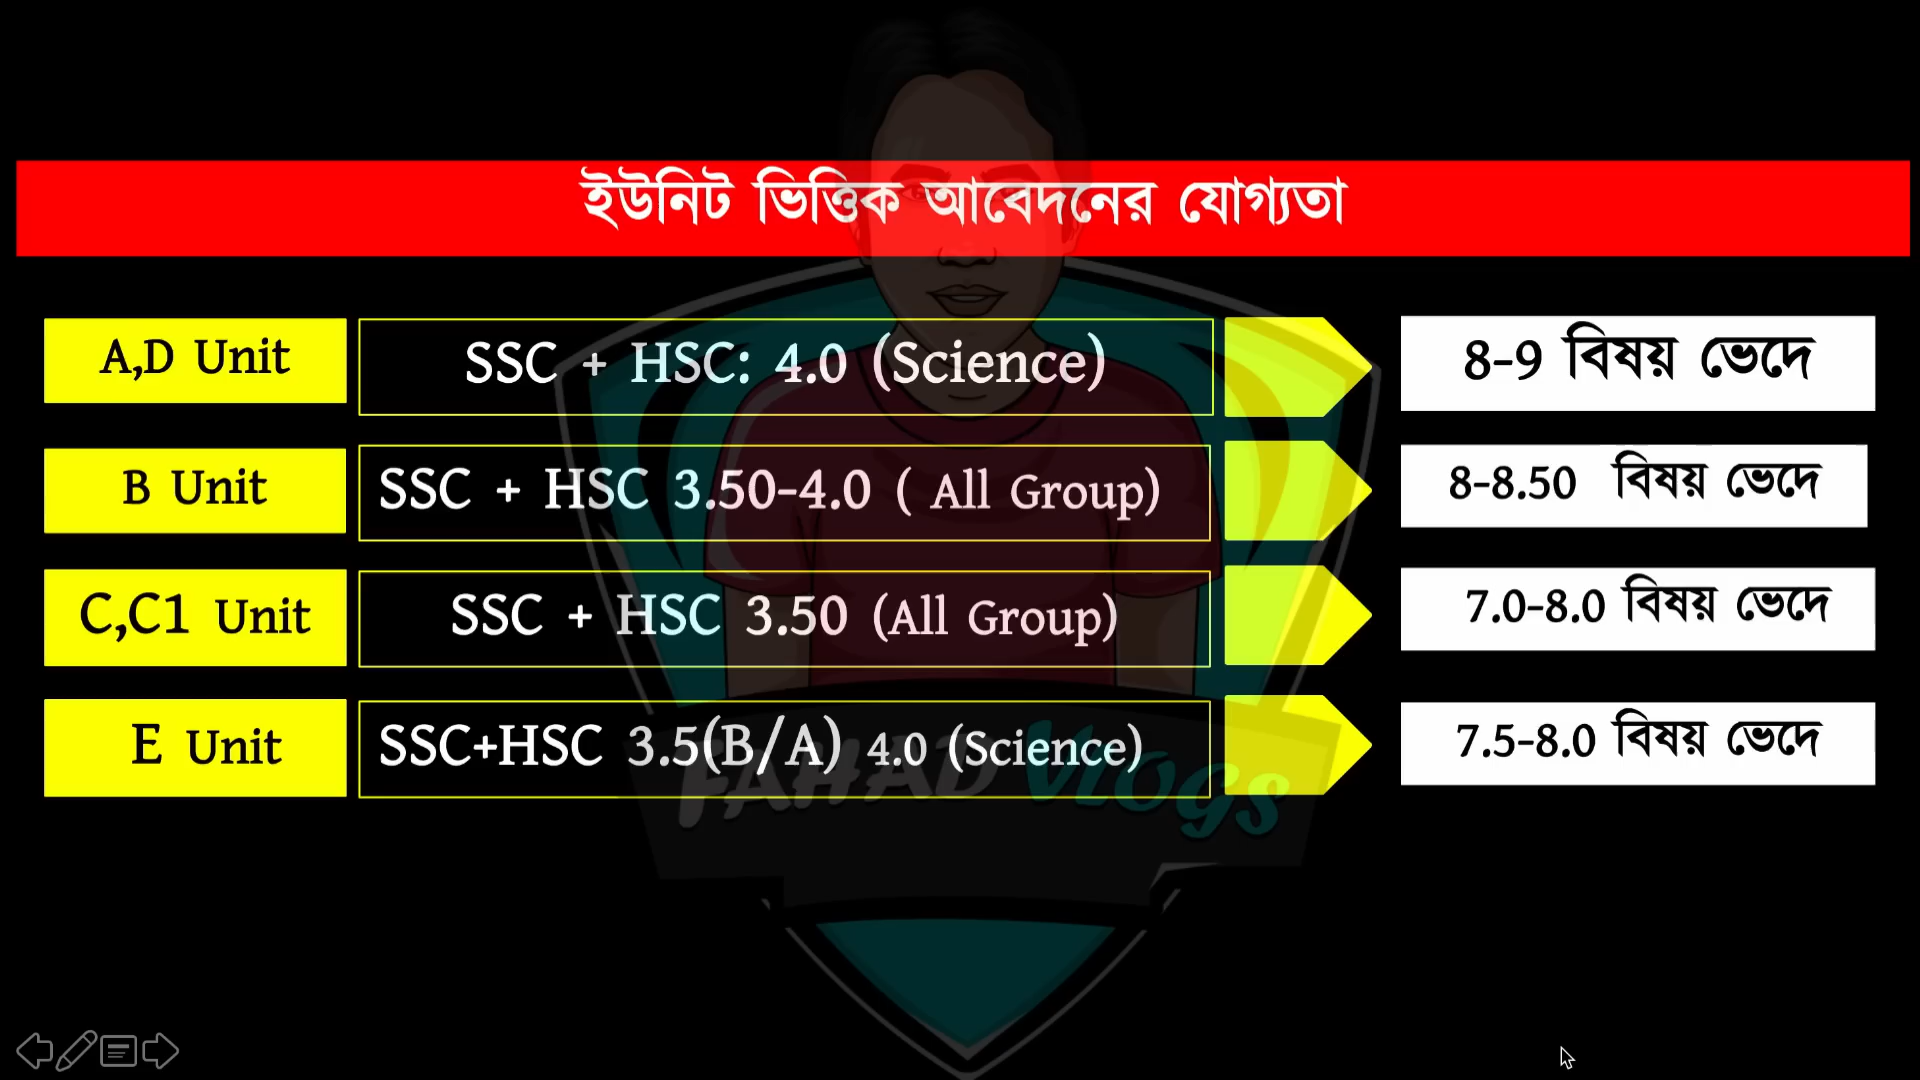 ইউনিট ভিত্তিক আবেদনের যোগ্যতা
A,D Unit SSC + HSC: 4.0 (Science) 8-9 বিষয় ভেদে
B Unit SSC + HSC 3.50-4.0 ( All Group) 8-8.50 বিষয় ভেদে
C,C1 Unit SSC + HSC 3.50 (All Group) 7.0-8.0 বিষয় ভেদে
E Unit SSC+HSC 3.5(B/A) 4.0 (Science) 7.5-8.0 বিষয় ভেদে
FAHAD Vlogs